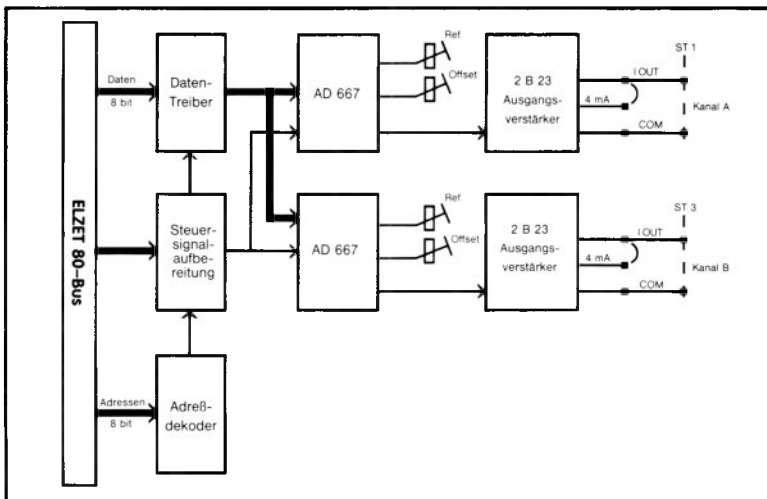 ELZET 80-Bus
Daten
8 bit
Daten-
Treiber
Steuer-
signal-
aufbe-
reitung
Adressen
8 bit
Adreß-
dekoder
AD 667
Ref
Offset
2 B 23
Ausgangs-
verstärker
ST 1
I OUT
4 mA
Kanal A
COM
AD 667
Ref
Offset
2 B 23
Ausgangs-
verstärker
ST 3
I OUT
4 mA
Kanal B
COM